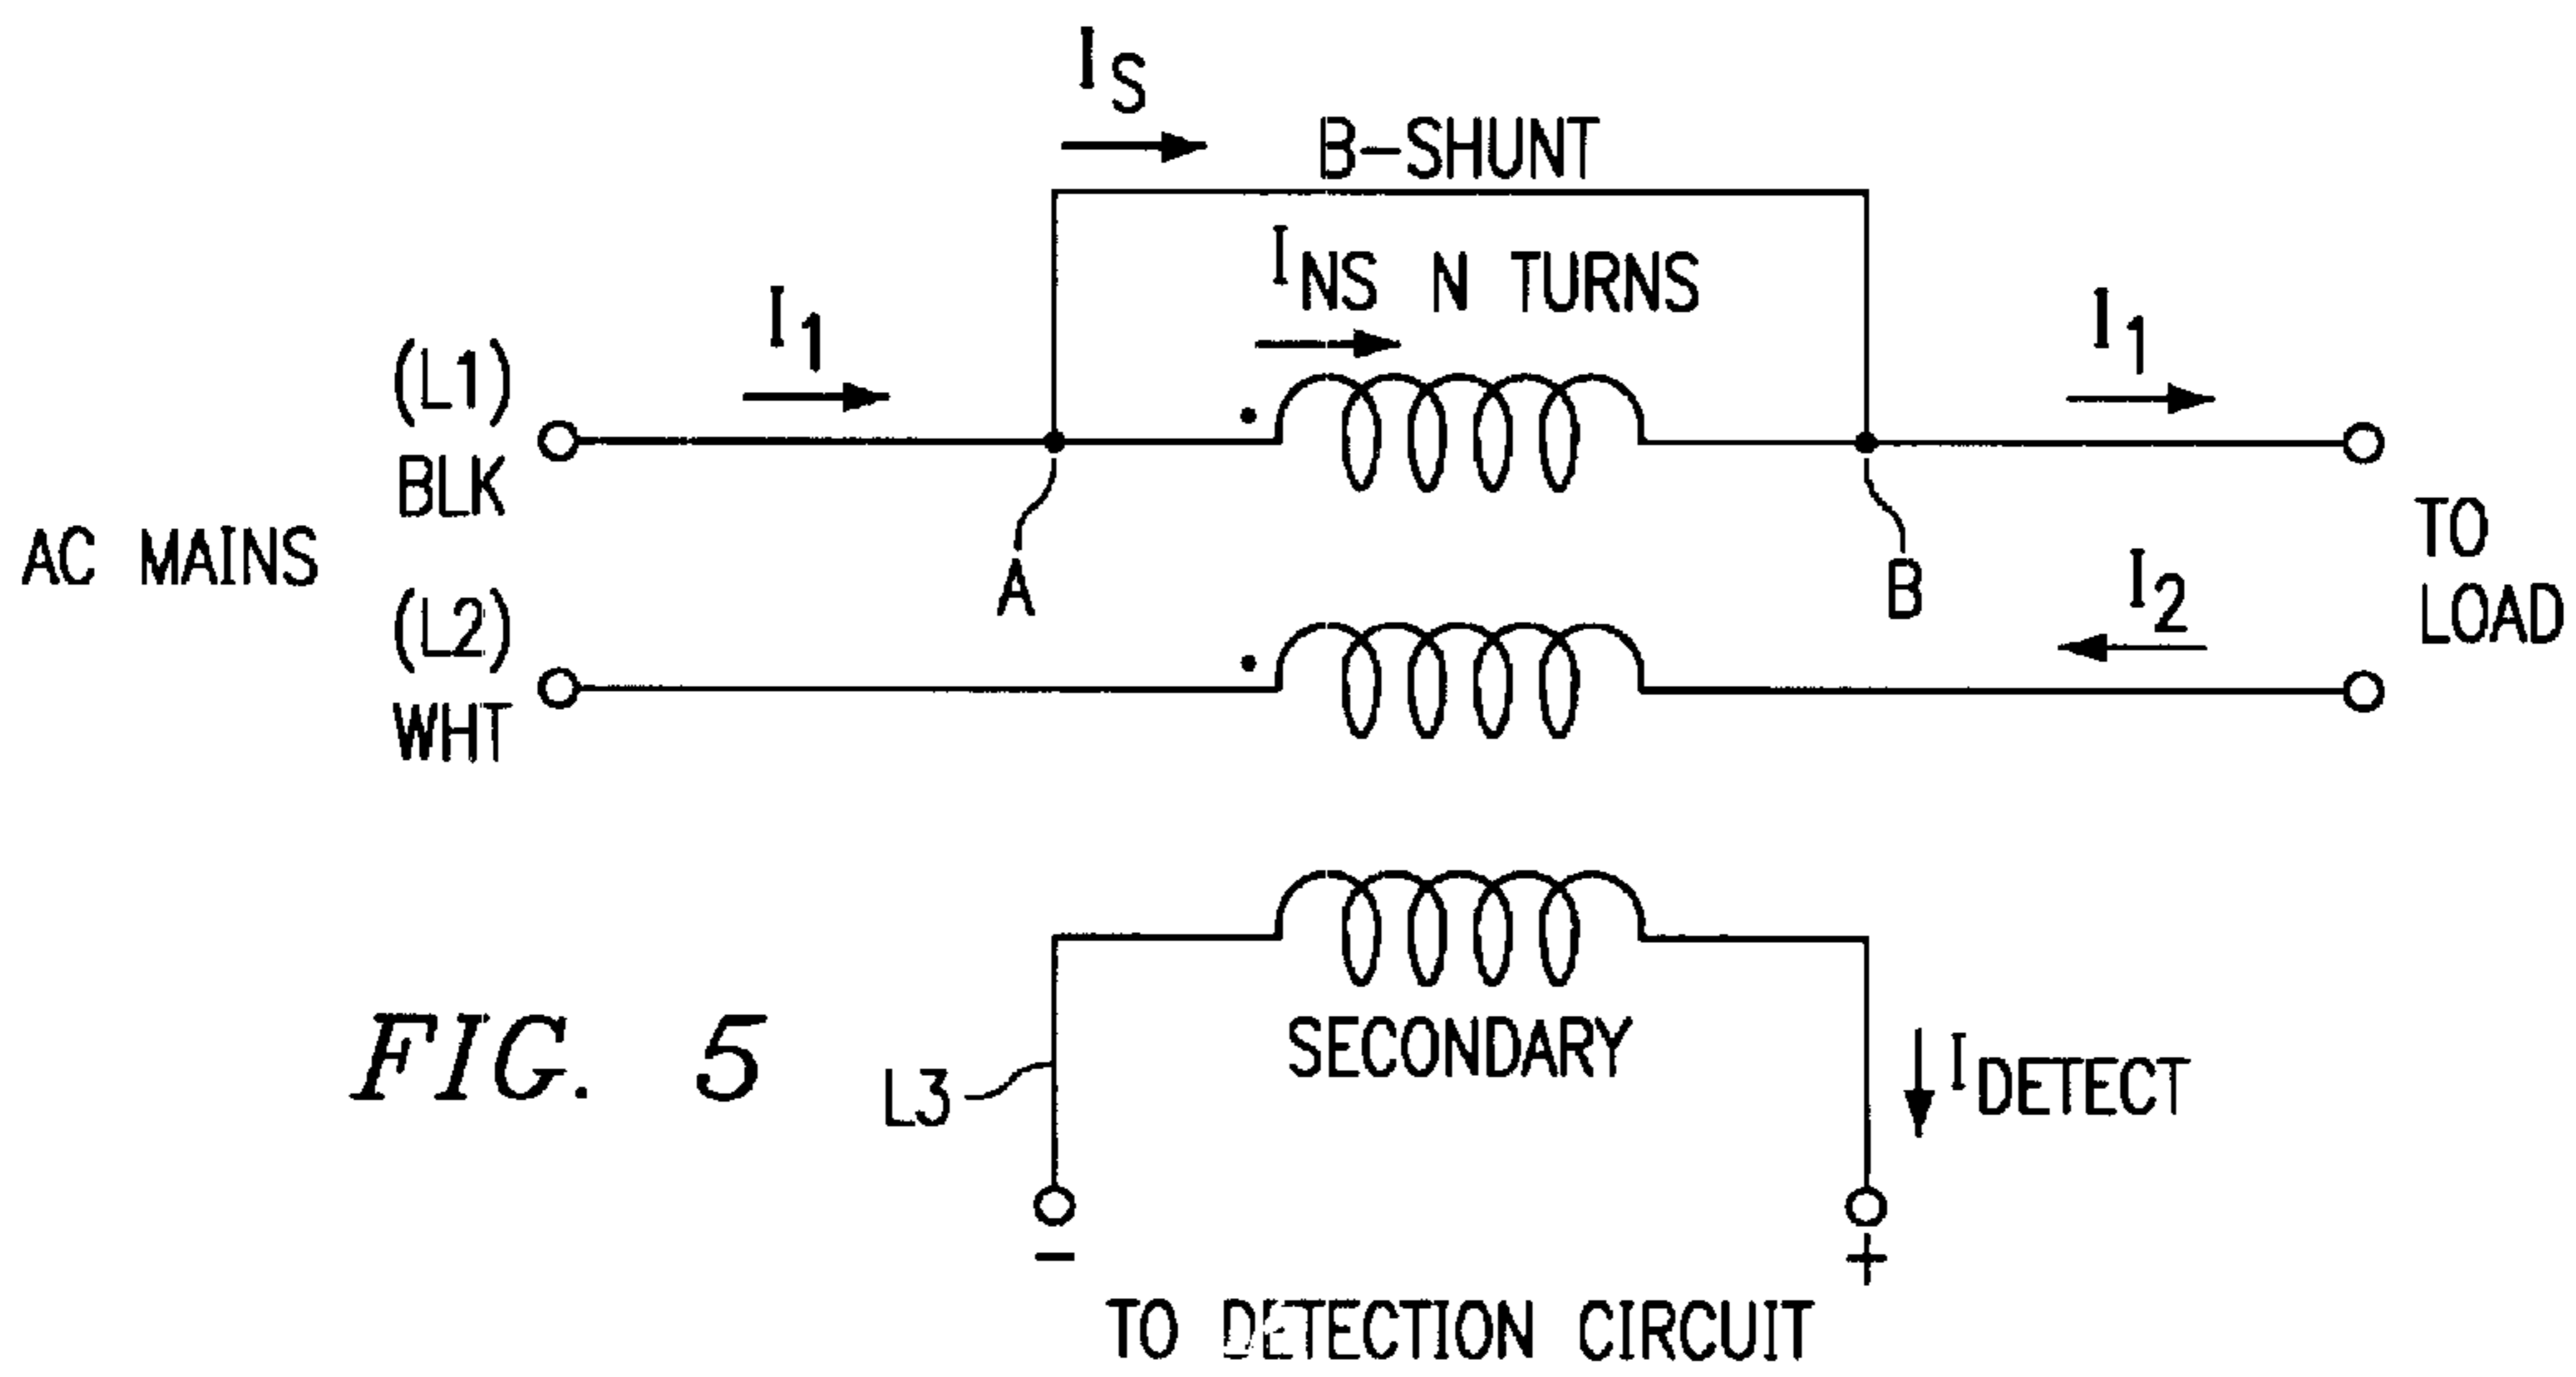 I_S
B-SHUNT
I_NS N TURNS
I_1
I_1
(L1)
BLK
AC MAINS
(L2)
WHT
A
B
I_2
TO
LOAD
SECONDARY
L3
I_DETECT
FIG. 5
- +
TO DETECTION CIRCUIT